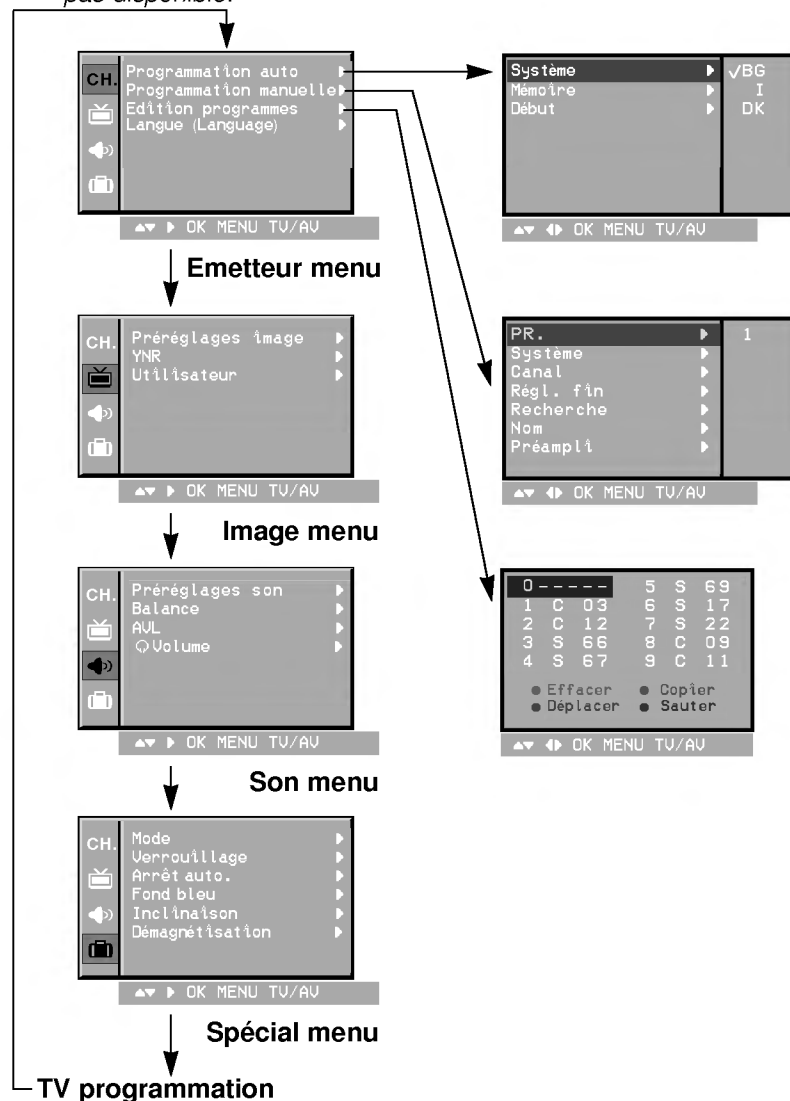 pas disponible.
CH.
Programmation auto
Programmation manuelle
Edition programmes
Langue (Language)
OK MENU TV/AV
Système √BG
Mémoire I
Début DK
OK MENU TV/AV
Emetteur menu
CH.
Préréglages image
YNR
Utilisateur
OK MENU TV/AV
PR. 1
Système
Canal
Régl. fin
Recherche
Nom
Préampli
OK MENU TV/AV
Image menu
CH.
Préréglages son
Balance
AVL
Volume
OK MENU TV/AV
0 - - - - - 5 S 69
1 C 03 6 S 17
2 C 12 7 S 22
3 S 66 8 C 09
4 S 67 9 C 11
Effacer Copier
Déplacer Sauter
OK MENU TV/AV
Son menu
CH.
Mode
Verrouillage
Arrêt auto.
Fond bleu
Inclinaison
Démagnétisation
OK MENU TV/AV
Spécial menu
TV programmation